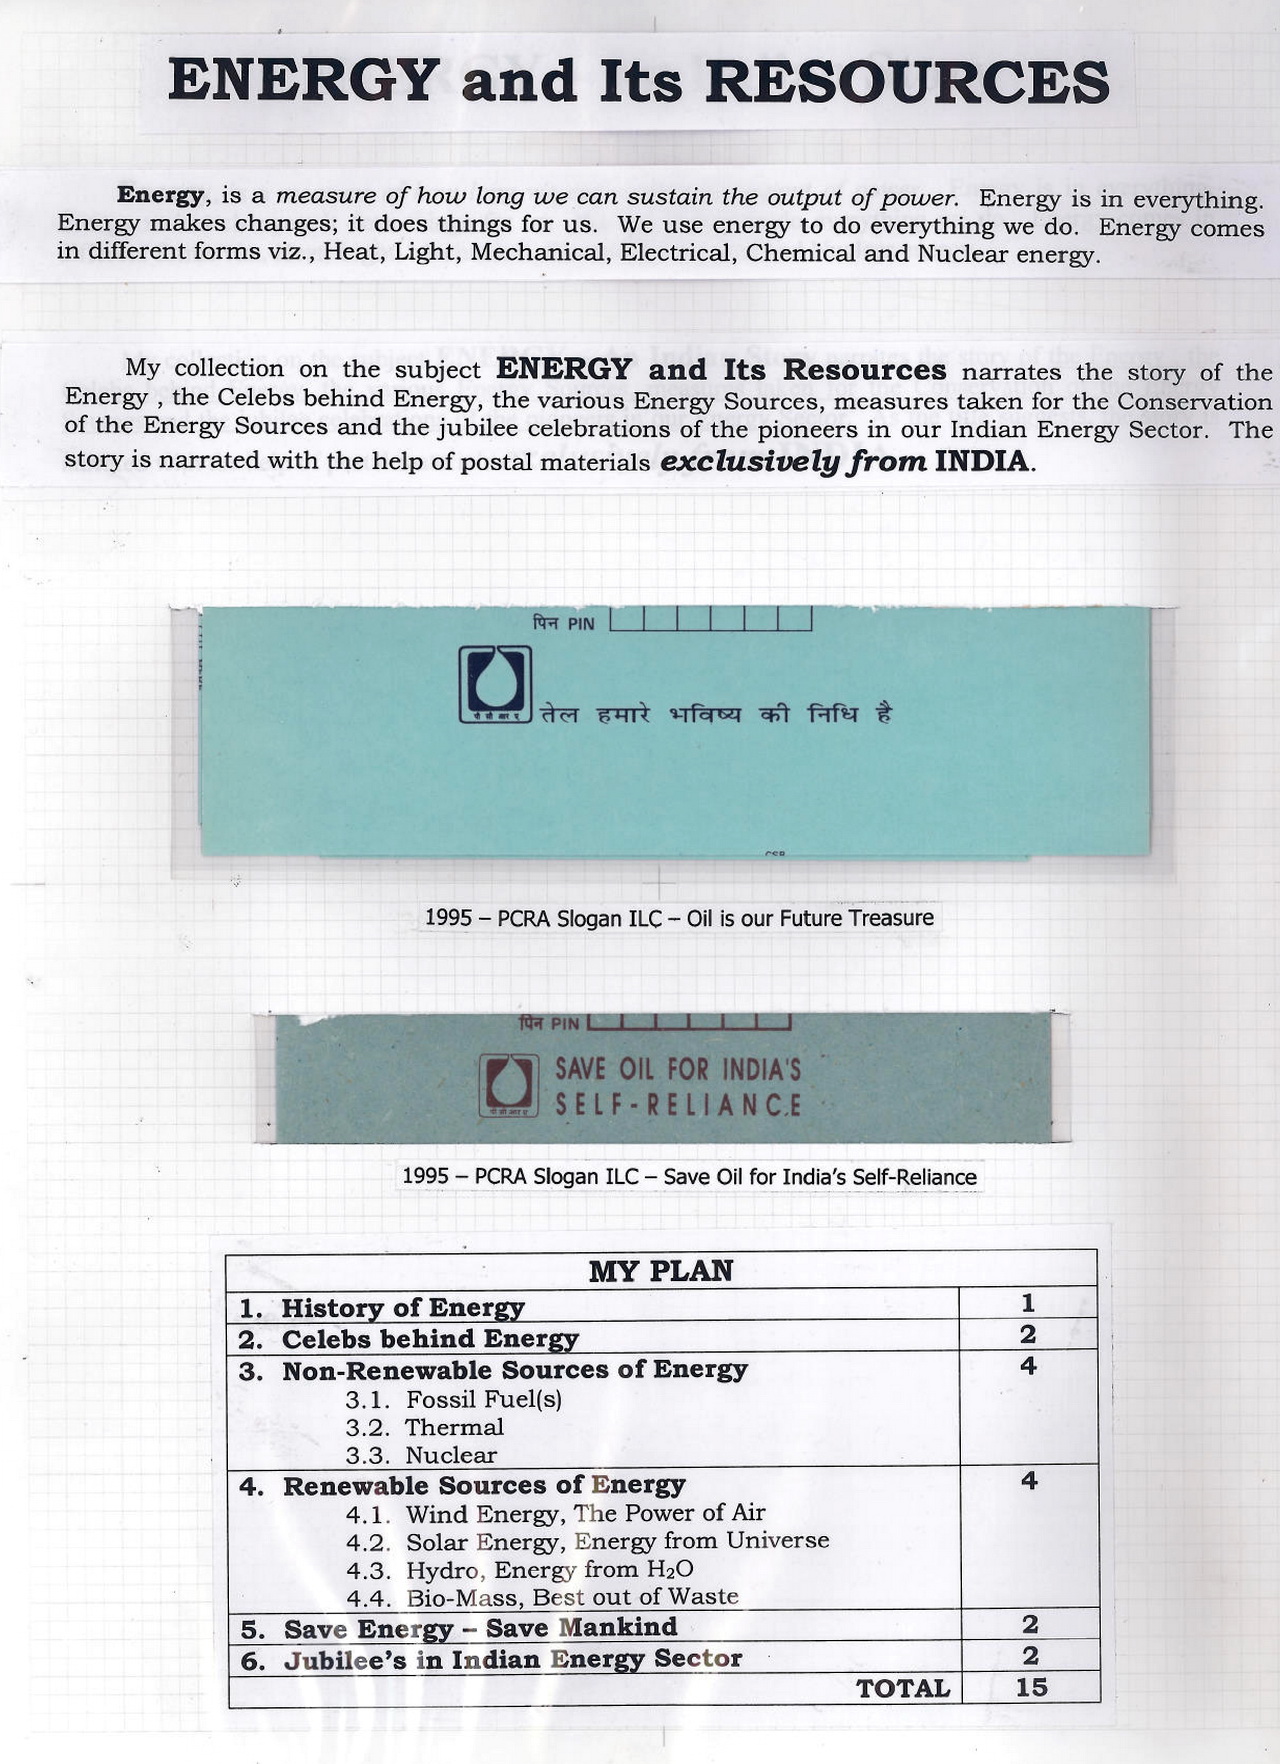 ENERGY and Its RESOURCES
Energy, is a measure of how long we can sustain the output of power. Energy is in everything.
Energy makes changes; it does things for us. We use energy to do everything we do. Energy comes
in different forms viz., Heat, Light, Mechanical, Electrical, Chemical and Nuclear energy.
My collection on the subject ENERGY and Its Resources narrates the story of the
Energy , the Celebs behind Energy, the various Energy Sources, measures taken for the Conservation
of the Energy Sources and the jubilee celebrations of the pioneers in our Indian Energy Sector. The
story is narrated with the help of postal materials exclusively from INDIA.
पिन PIN
पी सी आर ए
तेल हमारे भविष्य की निधि है
1995 – PCRA Slogan ILC – Oil is our Future Treasure
पिन PIN
पी सी आर ए
SAVE OIL FOR INDIA'S
SELF-RELIANCE
1995 – PCRA Slogan ILC – Save Oil for India's Self-Reliance
MY PLAN
1. History of Energy 1
2. Celebs behind Energy 2
3. Non-Renewable Sources of Energy 4
3.1. Fossil Fuel(s)
3.2. Thermal
3.3. Nuclear
4. Renewable Sources of Energy 4
4.1. Wind Energy, The Power of Air
4.2. Solar Energy, Energy from Universe
4.3. Hydro, Energy from H2O
4.4. Bio-Mass, Best out of Waste
5. Save Energy – Save Mankind 2
6. Jubilee's in Indian Energy Sector 2
TOTAL 15